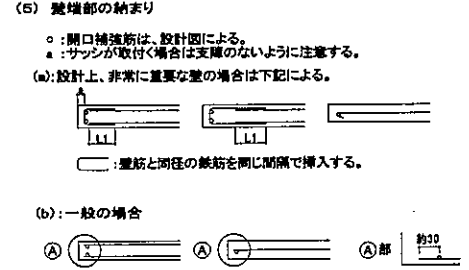 (5) 壁端部の納まり
○ :開口補強筋は、設計図による。
a :サッシが取付く場合は支障のないように注意する。
(a):設計上、非常に重要な壁の場合は下記による。
a
L1
L1
:壁筋と同径の鉄筋を同じ間隔で挿入する。
(b):一般の場合
Ⓐ
Ⓐ
Ⓐ部
約30